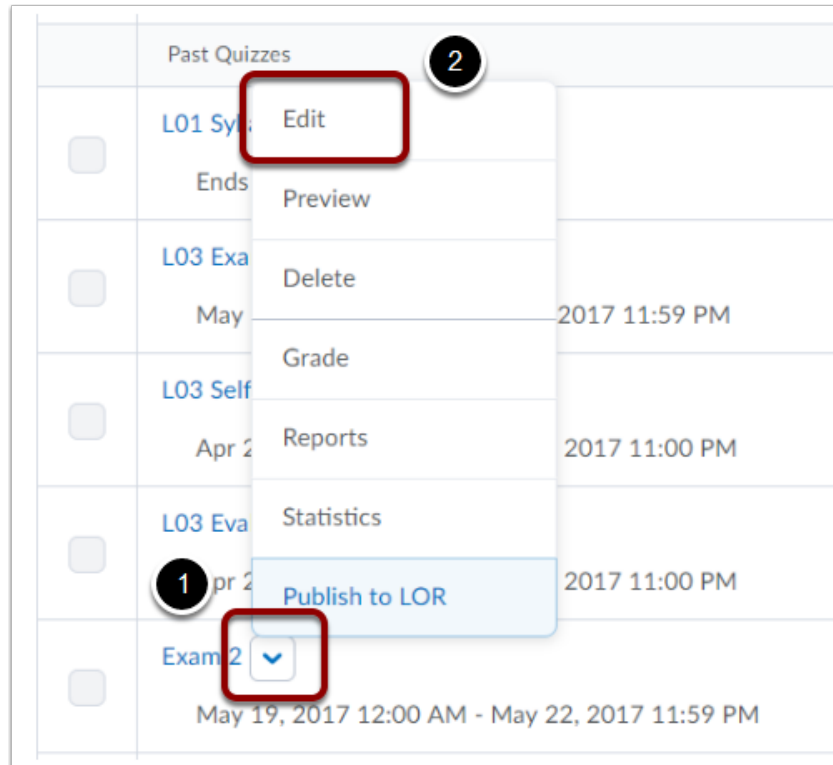 Past Quizzes
2
L01 Syl
Edit
Ends
Preview
L03 Exa
Delete
May 2017 11:59 PM
Grade
L03 Self
Reports
Apr 2 2017 11:00 PM
Statistics
L03 Eva
1
pr 2 2017 11:00 PM
Publish to LOR
Exam 2
May 19, 2017 12:00 AM - May 22, 2017 11:59 PM